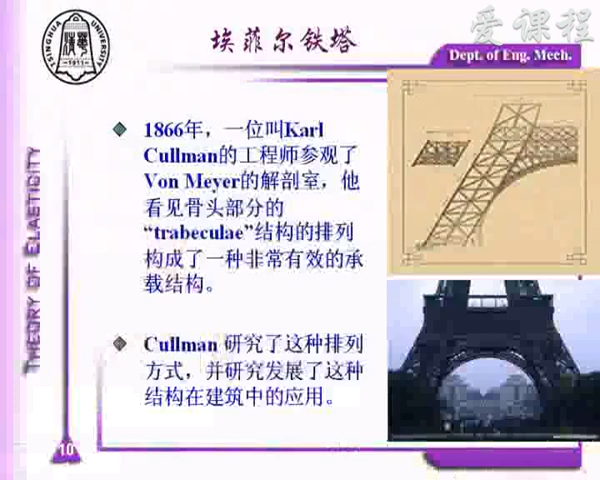 爱课程
埃菲尔铁塔
Dept. of Eng. Mech.
TSINGHUA UNIVERSITY
1911
THEORY OF ELASTICITY
1866年，一位叫Karl
Cullman的工程师参观了
Von Meyer的解剖室，他
看见骨头部分的
“trabeculae”结构的排列
构成了一种非常有效的承
载结构。
Cullman 研究了这种排列
方式，并研究发展了这种
结构在建筑中的应用。
10